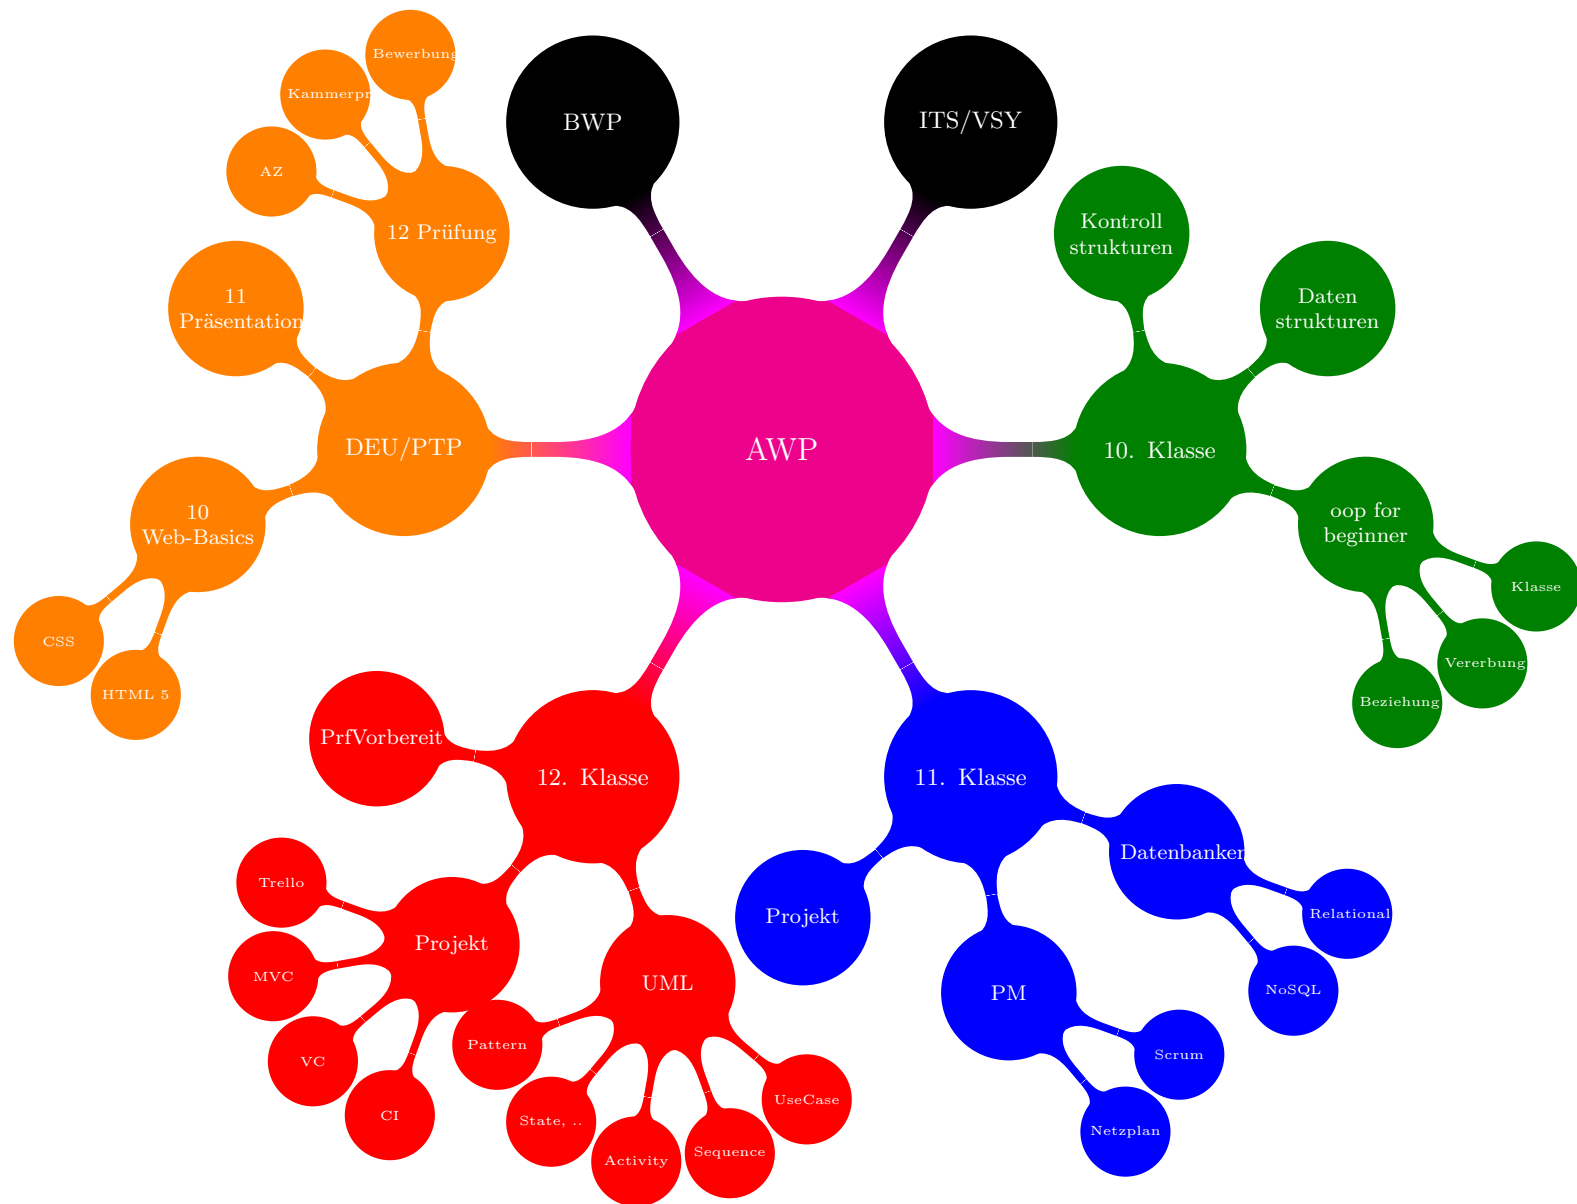 Bewerbung
Kammerpr
AZ
12 Prüfung
11
Präsentation
DEU/PTP
10
Web-Basics
CSS
HTML 5
BWP
ITS/VSY
AWP
Kontroll
strukturen
Daten
strukturen
10. Klasse
oop for
beginner
Klasse
Vererbung
Beziehung
PrfVorbereit
12. Klasse
Projekt
Trello
MVC
VC
CI
UML
Pattern
State, ..
Activity
Sequence
UseCase
11. Klasse
Projekt
PM
Scrum
Netzplan
Datenbanken
Relational
NoSQL